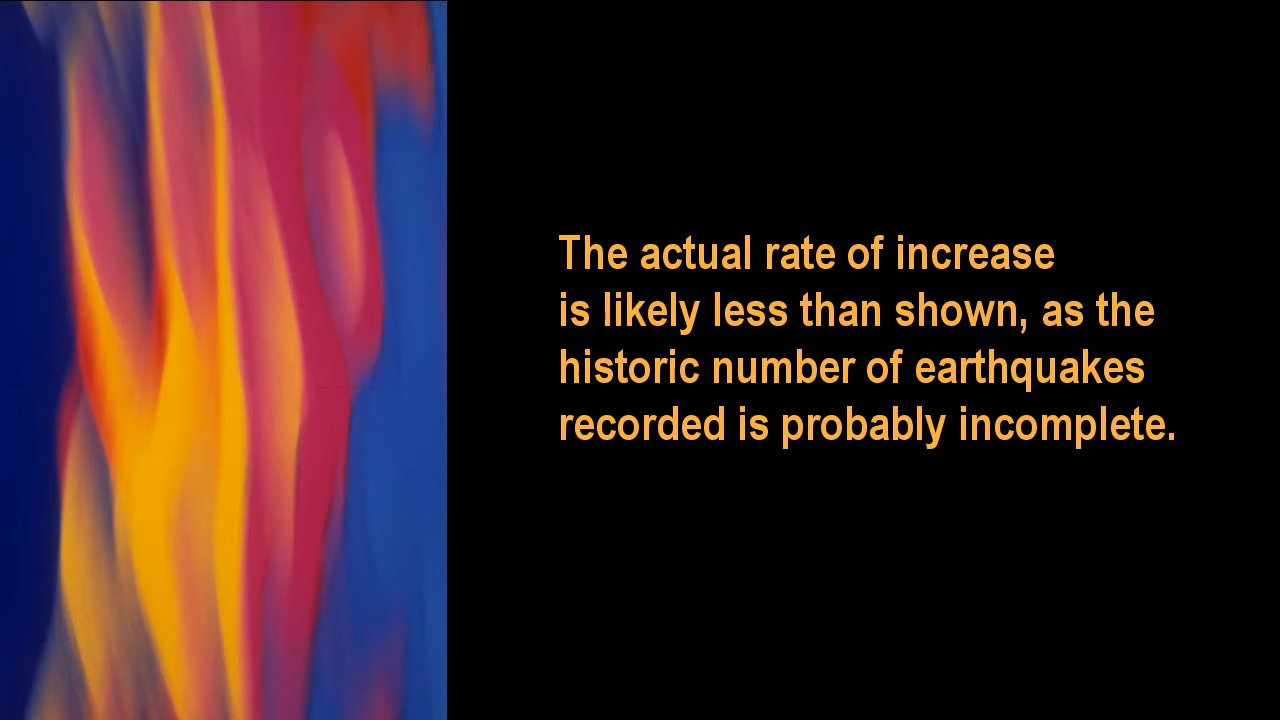 The actual rate of increase
is likely less than shown, as the
historic number of earthquakes
recorded is probably incomplete.